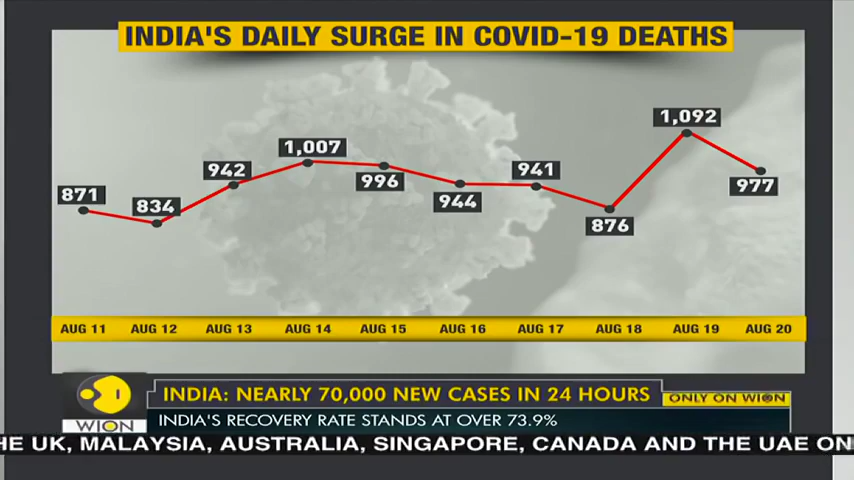 INDIA'S DAILY SURGE IN COVID-19 DEATHS
1,092
1,007
942
996
941
977
871
834
944
876
AUG 11 AUG 12 AUG 13 AUG 14 AUG 15 AUG 16 AUG 17 AUG 18 AUG 19 AUG 20
INDIA: NEARLY 70,000 NEW CASES IN 24 HOURS
ONLY ON WION
INDIA'S RECOVERY RATE STANDS AT OVER 73.9%
WION
HE UK, MALAYSIA, AUSTRALIA, SINGAPORE, CANADA AND THE UAE ON